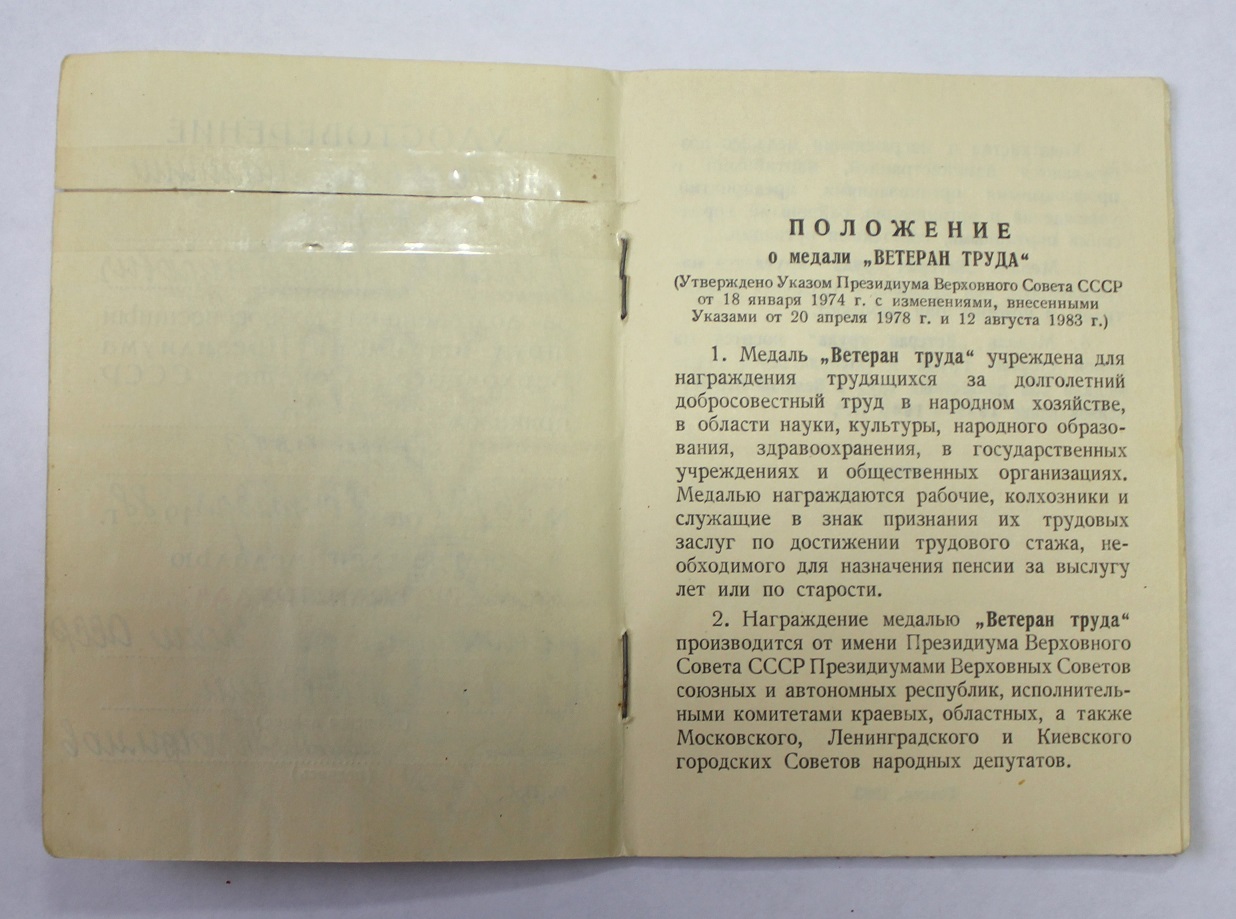 ПОЛОЖЕНИЕ
о медали „ВЕТЕРАН ТРУДА“
(Утверждено Указом Президиума Верховного Совета СССР
от 18 января 1974 г. с изменениями, внесенными
Указами от 20 апреля 1978 г. и 12 августа 1983 г.)
1. Медаль „Ветеран труда“ учреждена для
награждения трудящихся за долголетний
добросовестный труд в народном хозяйстве,
в области науки, культуры, народного образо-
вания, здравоохранения, в государственных
учреждениях и общественных организациях.
Медалью награждаются рабочие, колхозники и
служащие в знак признания их трудовых
заслуг по достижении трудового стажа, не-
обходимого для назначения пенсии за выслугу
лет или по старости.
2. Награждение медалью „Ветеран труда“
производится от имени Президиума Верховного
Совета СССР Президиумами Верховных Советов
союзных и автономных республик, исполнитель-
ными комитетами краевых, областных, а также
Московского, Ленинградского и Киевского
городских Советов народных депутатов.